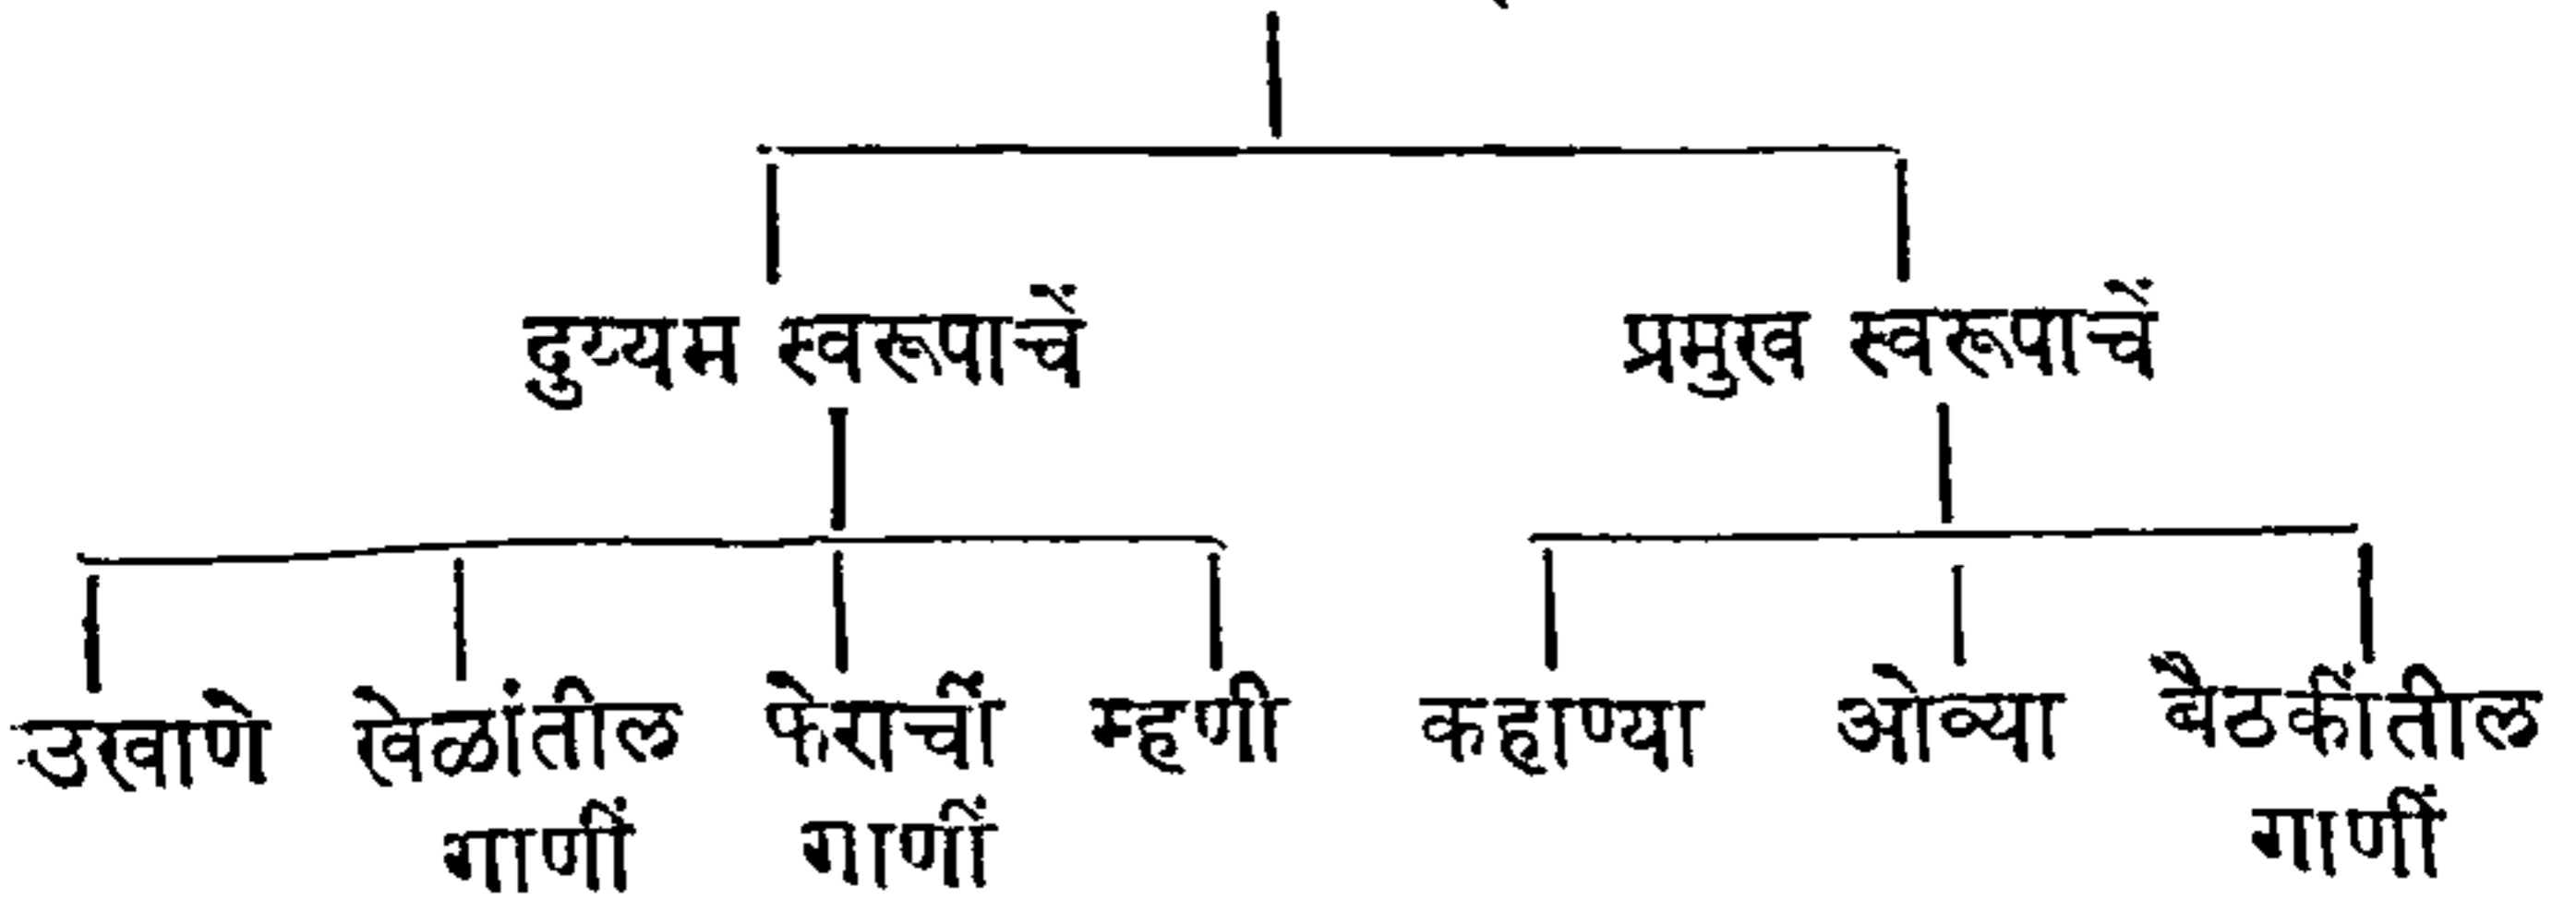 दुय्यम स्वरूपाचें प्रमुख स्वरूपाचें
उखाणे खेळांतील फेराचीं म्हणी कहाण्या ओव्या बैठकींतील
गाणीं गाणीं गाणीं